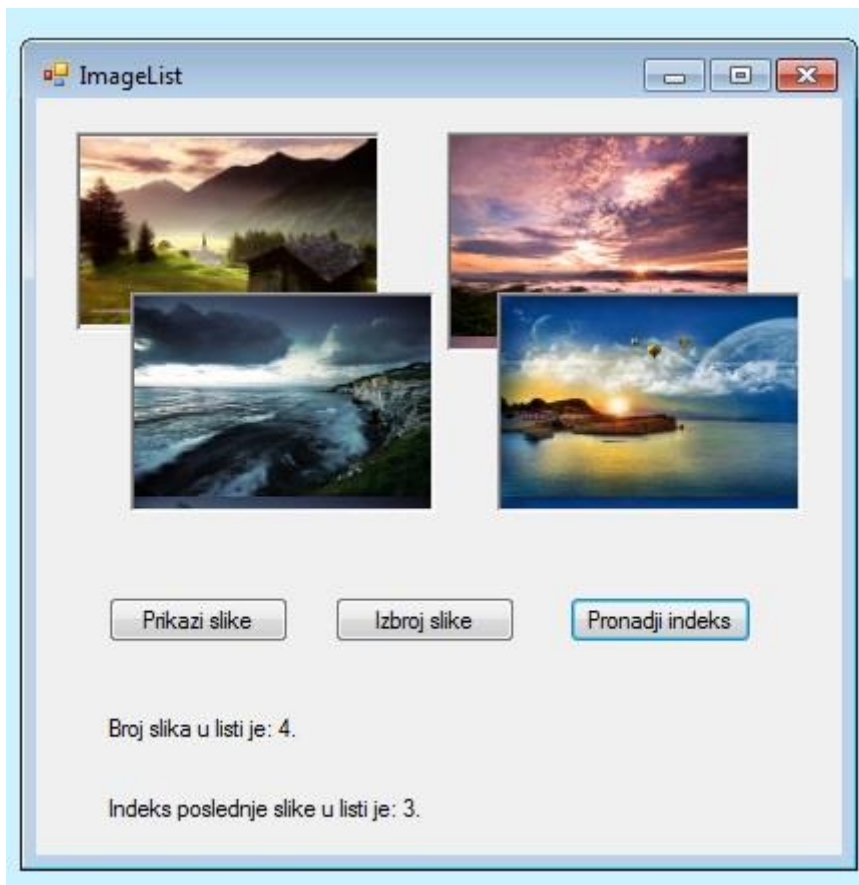 ImageList
Prikazi slike
Izbroj slike
Pronadji indeks
Broj slika u listi je: 4.
Indeks poslednje slike u listi je: 3.